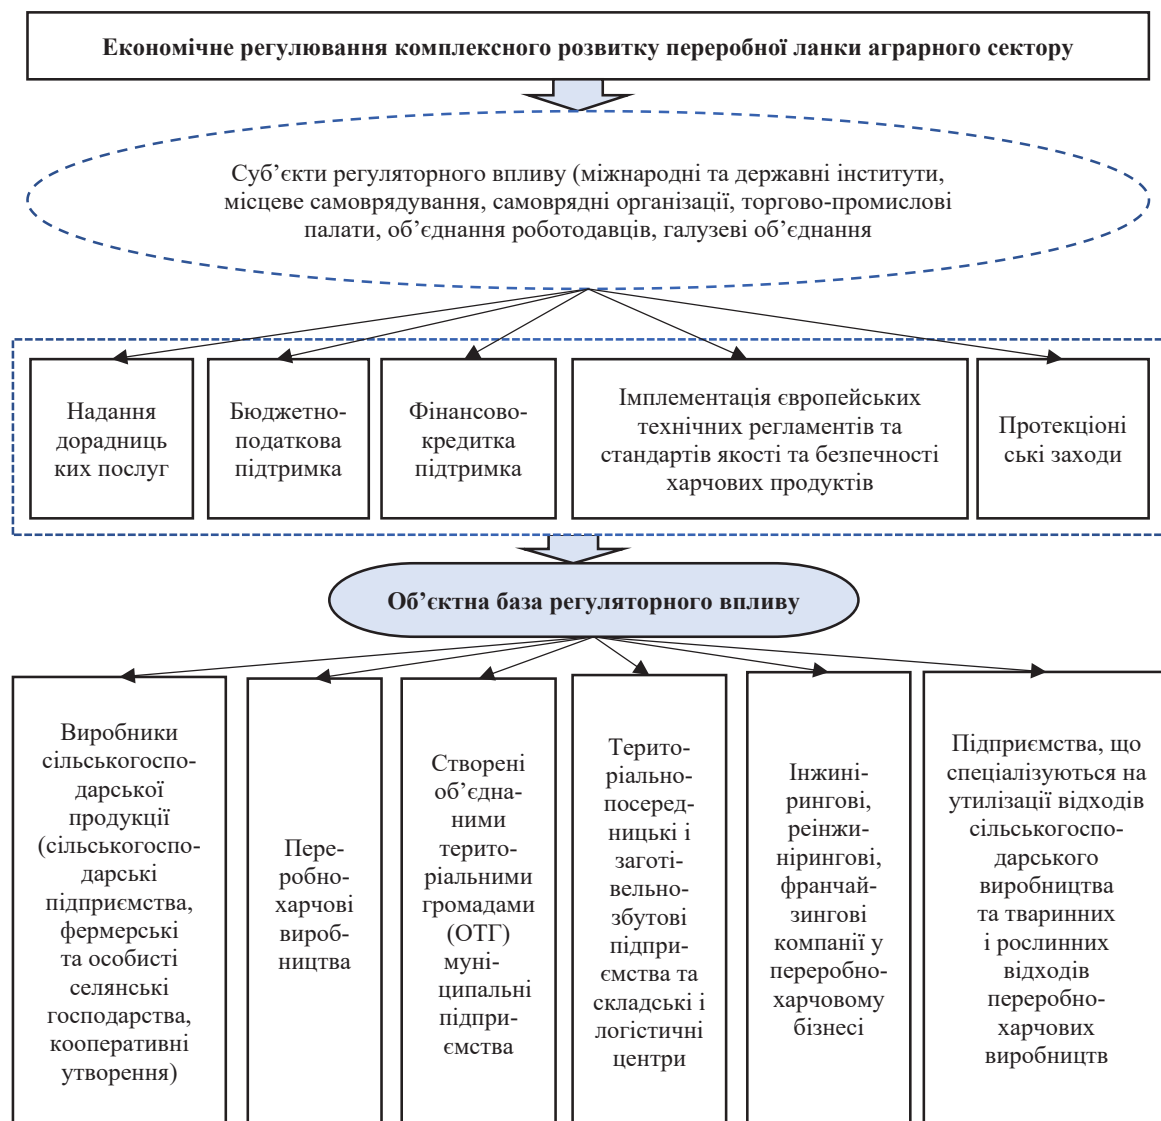 Економічне регулювання комплексного розвитку переробної ланки аграрного сектору
Суб’єкти регуляторного впливу (міжнародні та державні інститути,
місцеве самоврядування, самоврядні організації, торгово-промислові
палати, об’єднання роботодавців, галузеві об’єднання
Надання
дорадниць
ких послуг
Бюджетно-
податкова
підтримка
Фінансово-
кредитка
підтримка
Імплементація європейських
технічних регламентів та
стандартів якості та безпечності
харчових продуктів
Протекціоні
ські заходи
Об’єктна база регуляторного впливу
Виробники
сільськогоспо-
дарської
продукції
(сільськогоспо-
дарські
підприємства,
фермерські
та особисті
селянські
господарства,
кооперативні
утворення)
Пере-
робно-
харчові
вироб-
ництва
Створені
об’єдна-
ними
терито-
ріальними
громадами
(ОТГ)
муні-
ципальні
підпри-
ємства
Терито-
ріально-
посеред-
ницькі і
заготі-
вельно-
збутові
підпри-
ємства та
складські і
логістичні
центри
Інжині-
рингові,
реінжи-
нірингові,
франчай-
зингові
компанії у
переробно-
харчовому
бізнесі
Підприємства, що
спеціалізуються на
утилізації відходів
сільськогоспо-
дарського
виробництва
та тваринних
і рослинних
відходів
переробно-
харчових
виробництв